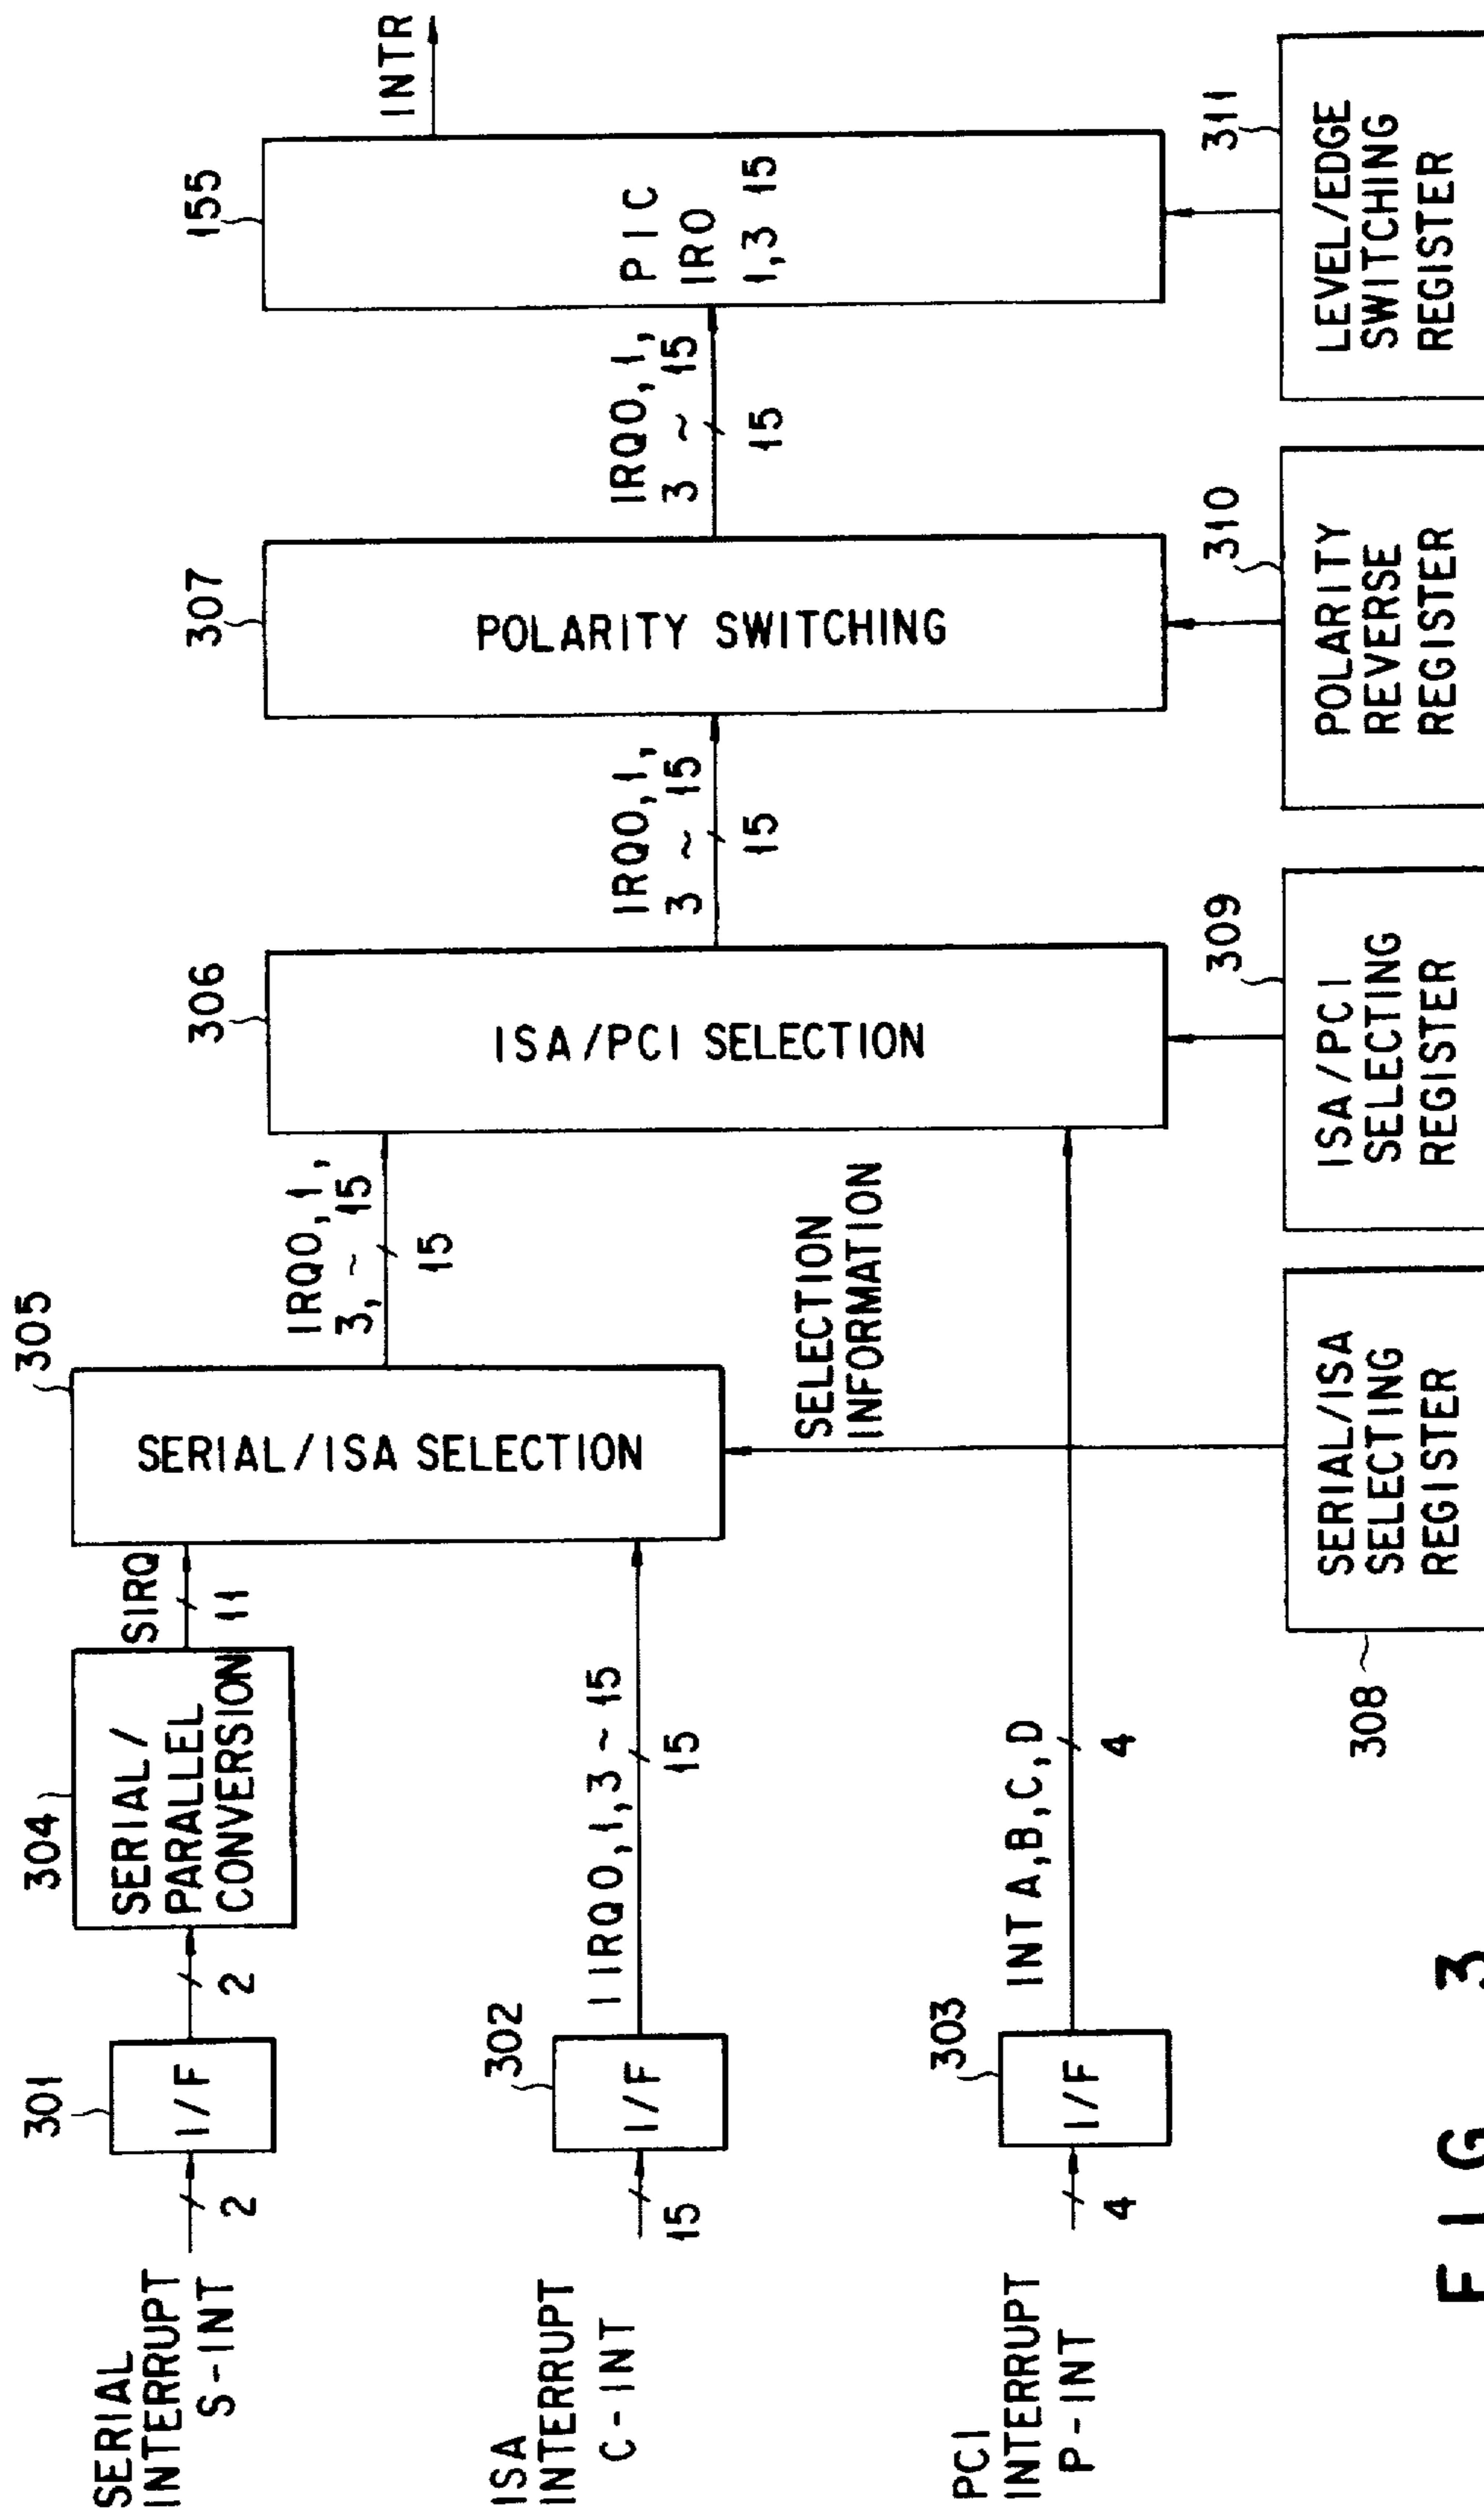 SERIAL
INTERRUPT
S-INT
2
301
I/F
2
304
SERIAL/
PARALLEL
CONVERSION
SIRQ
11
ISA
INTERRUPT
C-INT
15
302
I/F
IIRQ0,1,3~15
15
PCI
INTERRUPT
P-INT
4
303
I/F
INTA,B,C,D
4
305
SERIAL/ISA SELECTION
IRQ0,1,
3,~15
15
SELECTION
INFORMATION
306
ISA/PCI SELECTION
IRQ0,1,
3~15
15
307
POLARITY SWITCHING
IRQ0,1,
3~15
15
155
PIC
IRO
1,3 15
INTR
308
SERIAL/ISA
SELECTING
REGISTER
309
ISA/PCI
SELECTING
REGISTER
310
POLARITY
REVERSE
REGISTER
311
LEVEL/EDGE
SWITCHING
REGISTER
FIG 3